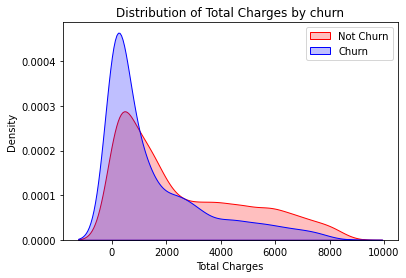 Distribution of Total Charges by churn
Not Churn
Churn
Density
0.0004
0.0003
0.0002
0.0001
0.0000
0 2000 4000 6000 8000 10000
Total Charges